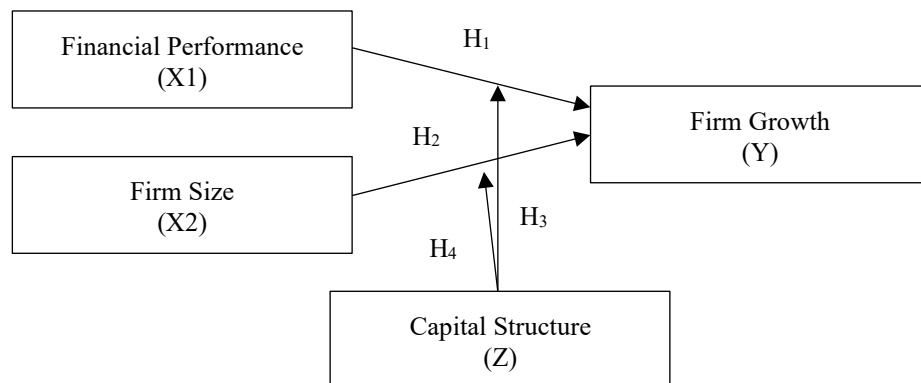 Financial Performance
(X1)
H₁
Firm Growth
(Y)
H₂
Firm Size
(X2)
H₃
H₄
Capital Structure
(Z)